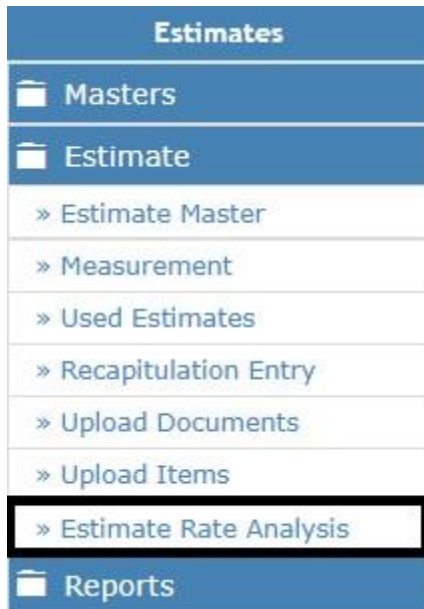 Estimates
Masters
Estimate
» Estimate Master
» Measurement
» Used Estimates
» Recapitulation Entry
» Upload Documents
» Upload Items
» Estimate Rate Analysis
Reports